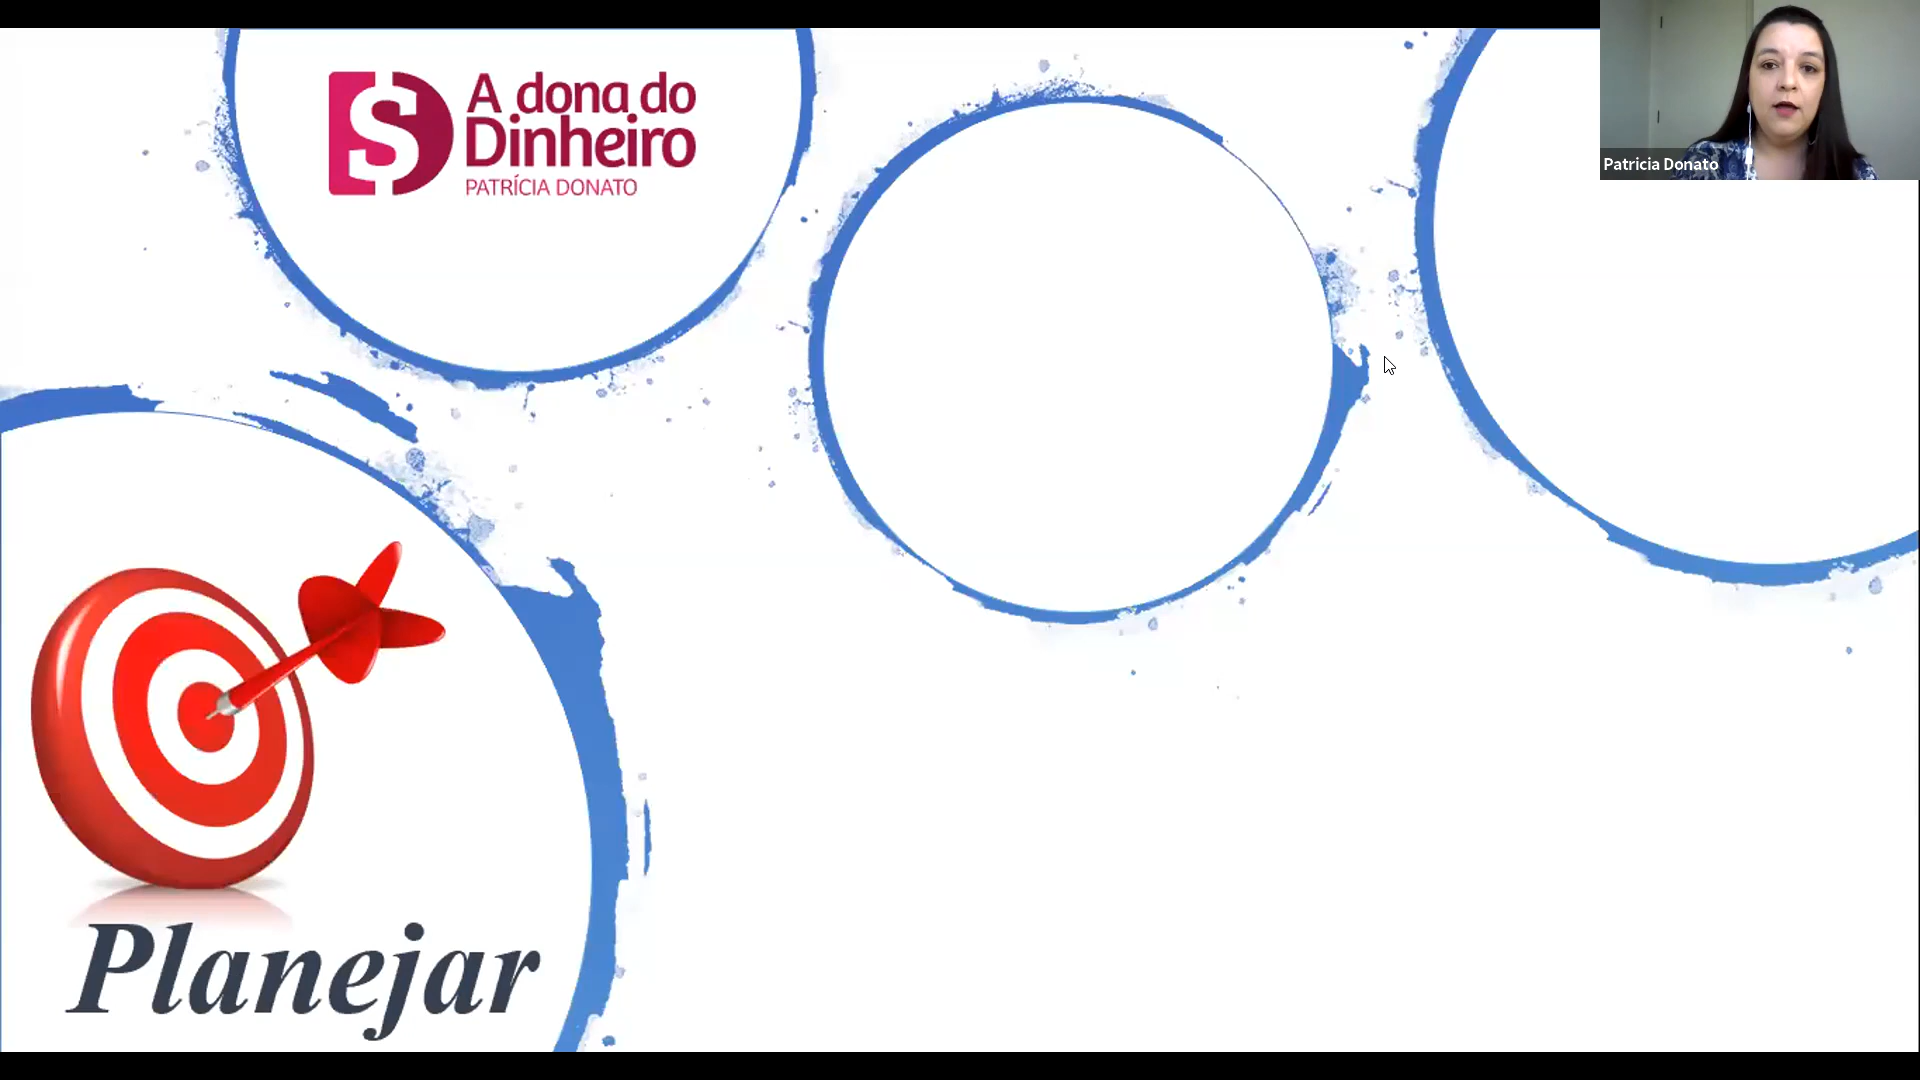 A dona do
Dinheiro
PATRÍCIA DONATO
Patricia Donato
Planejar